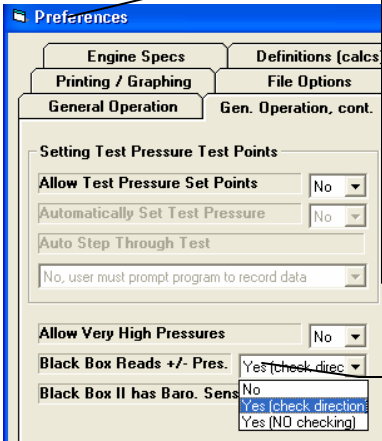 Preferences
Engine Specs
Definitions (calcs)
Printing / Graphing
File Options
General Operation
Gen. Operation, cont.
Setting Test Pressure Test Points
Allow Test Pressure Set Points
No
Automatically Set Test Pressure
No
Auto Step Through Test
No, user must prompt program to record data
Allow Very High Pressures
No
Black Box Reads +/- Pres.
Yes (check direc
Black Box II has Baro. Sens
No
Yes (check direction
Yes (NO checking)